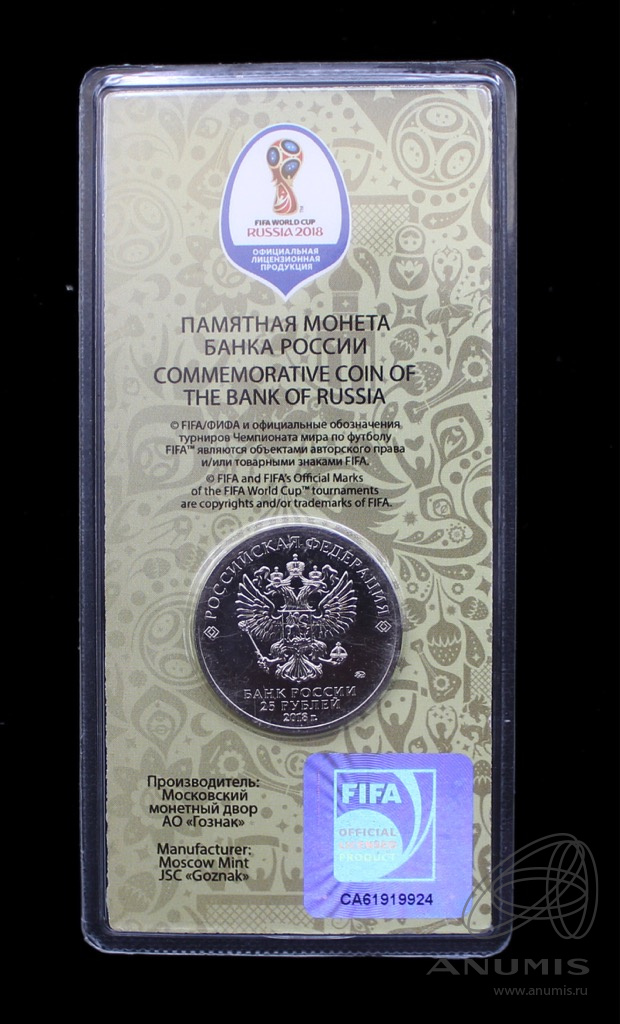 FIFA WORLD CUP
RUSSIA 2018
ОФИЦИАЛЬНАЯ
ЛИЦЕНЗИОННАЯ
ПРОДУКЦИЯ
ПАМЯТНАЯ МОНЕТА
БАНКА РОССИИ
COMMEMORATIVE COIN OF
THE BANK OF RUSSIA
© FIFA/ФИФА и официальные обозначения
турниров Чемпионата мира по футболу
FIFA™ являются объектами авторского права
и/или товарными знаками FIFA.
© FIFA and FIFA's Official Marks
of the FIFA World Cup™ tournaments
are copyrights and/or trademarks of FIFA.
РОССИЙСКАЯ ФЕДЕРАЦИЯ
БАНК РОССИИ
25 РУБЛЕЙ
2018 г.
Производитель:
Московский
монетный двор
АО «Гознак»
Manufacturer:
Moscow Mint
JSC «Goznak»
FIFA
OFFICIAL
LICENSED
PRODUCT
CA61919924
ANUMIS
www.anumis.ru